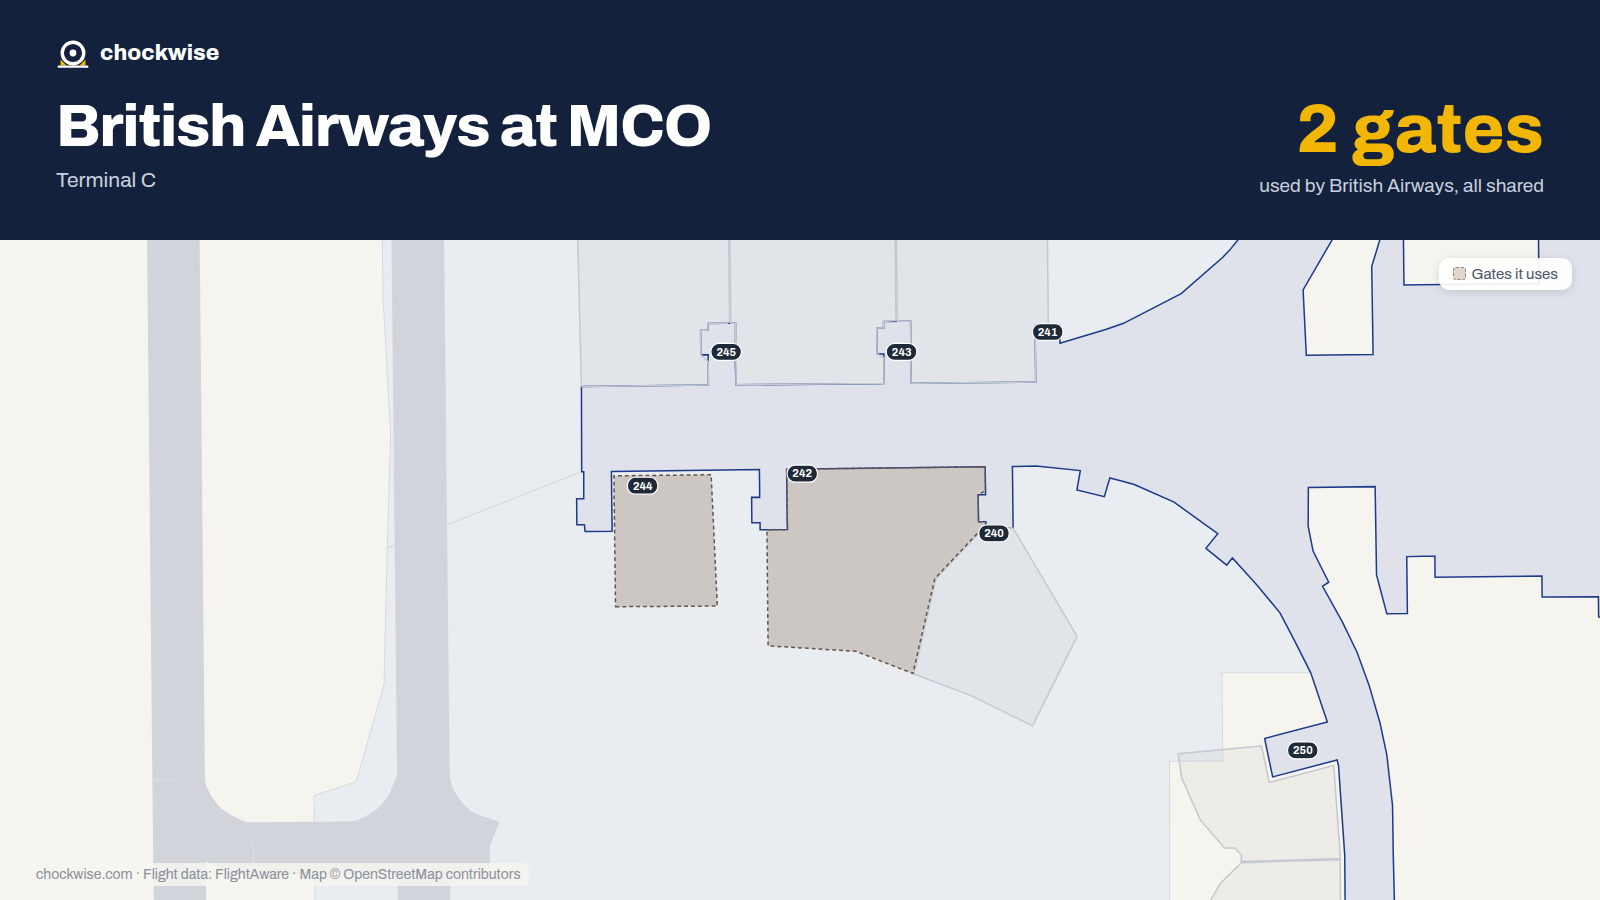 chockwise
British Airways at MCO
Terminal C
2 gates
used by British Airways, all shared
Gates it uses
241
245
243
242
244
240
250
chockwise.com · Flight data: FlightAware · Map © OpenStreetMap contributors